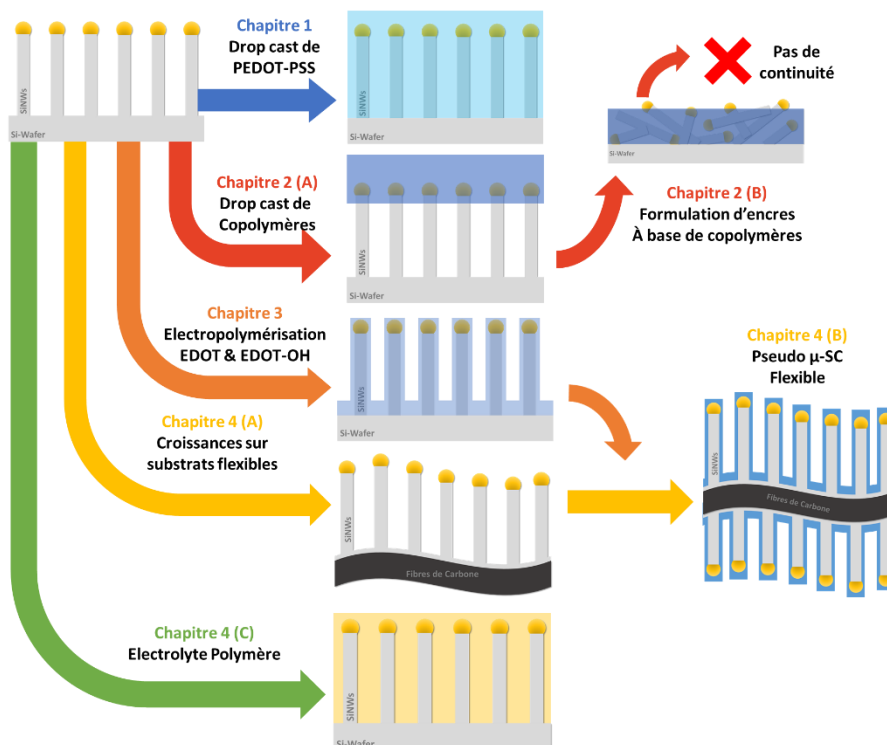 Chapitre 1
Drop cast de
PEDOT-PSS
SiNWs
Si-Wafer
SiNWs
Si-Wafer
Pas de
continuité
Si-Wafer
Chapitre 2 (A)
Drop cast de
Copolymères
SiNWs
Si-Wafer
Chapitre 2 (B)
Formulation d'encres
À base de copolymères
Chapitre 3
Electropolymérisation
EDOT & EDOT-OH
SiNWs
Si-Wafer
Chapitre 4 (A)
Croissances sur
substrats flexibles
SiNWs
Fibres de Carbone
Chapitre 4 (B)
Pseudo µ-SC
Flexible
SiNWs
Fibres de Carbone
Chapitre 4 (C)
Electrolyte Polymère
SiNWs
Si-Wafer